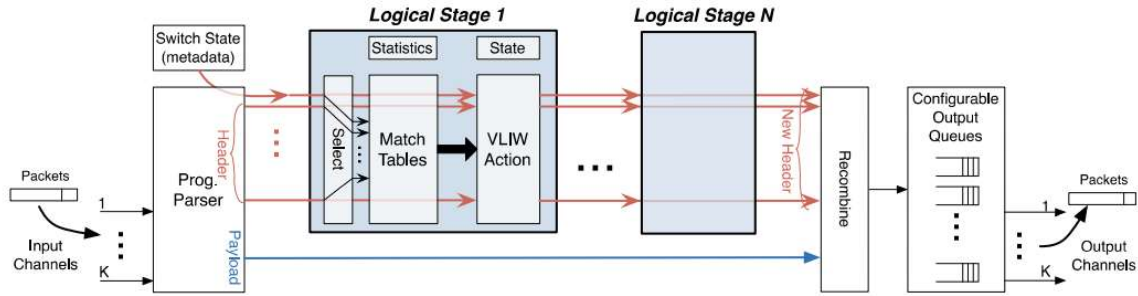 Logical Stage 1
Logical Stage N
Switch State
(metadata)
Statistics
State
Select
Match
Tables
VLIW
Action
Header
Prog.
Parser
Payload
Packets
1
K
Input
Channels
New Header
Recombine
Configurable
Output
Queues
Packets
1
K
Output
Channels